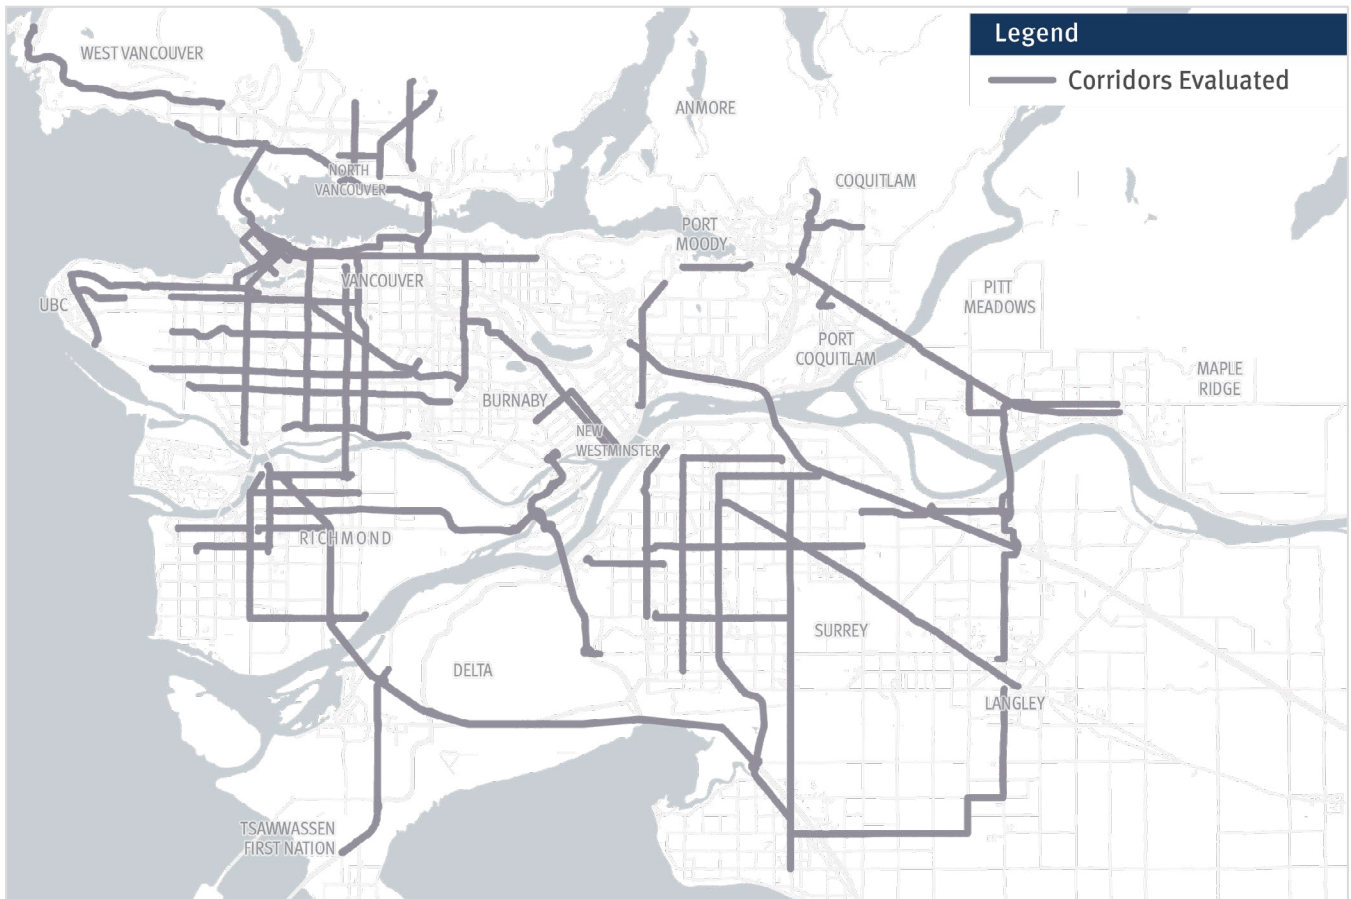 Legend
Corridors Evaluated
WEST VANCOUVER
ANMORE
NORTH
VANCOUVER
COQUITLAM
PORT
MOODY
VANCOUVER
UBC
PITT
MEADOWS
PORT
COQUITLAM
MAPLE
RIDGE
BURNABY
NEW
WESTMINSTER
RICHMOND
SURREY
DELTA
LANGLEY
TSAWWASSEN
FIRST NATION